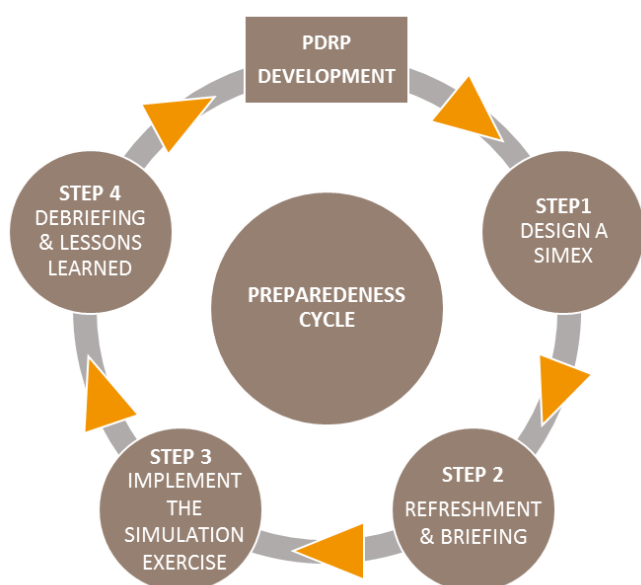 PDRP
DEVELOPMENT
STEP1
DESIGN A
SIMEX
STEP 2
REFRESHMENT
& BRIEFING
STEP 3
IMPLEMENT
THE
SIMULATION
EXERCISE
STEP 4
DEBRIEFING
& LESSONS
LEARNED
PREPAREDENESS
CYCLE